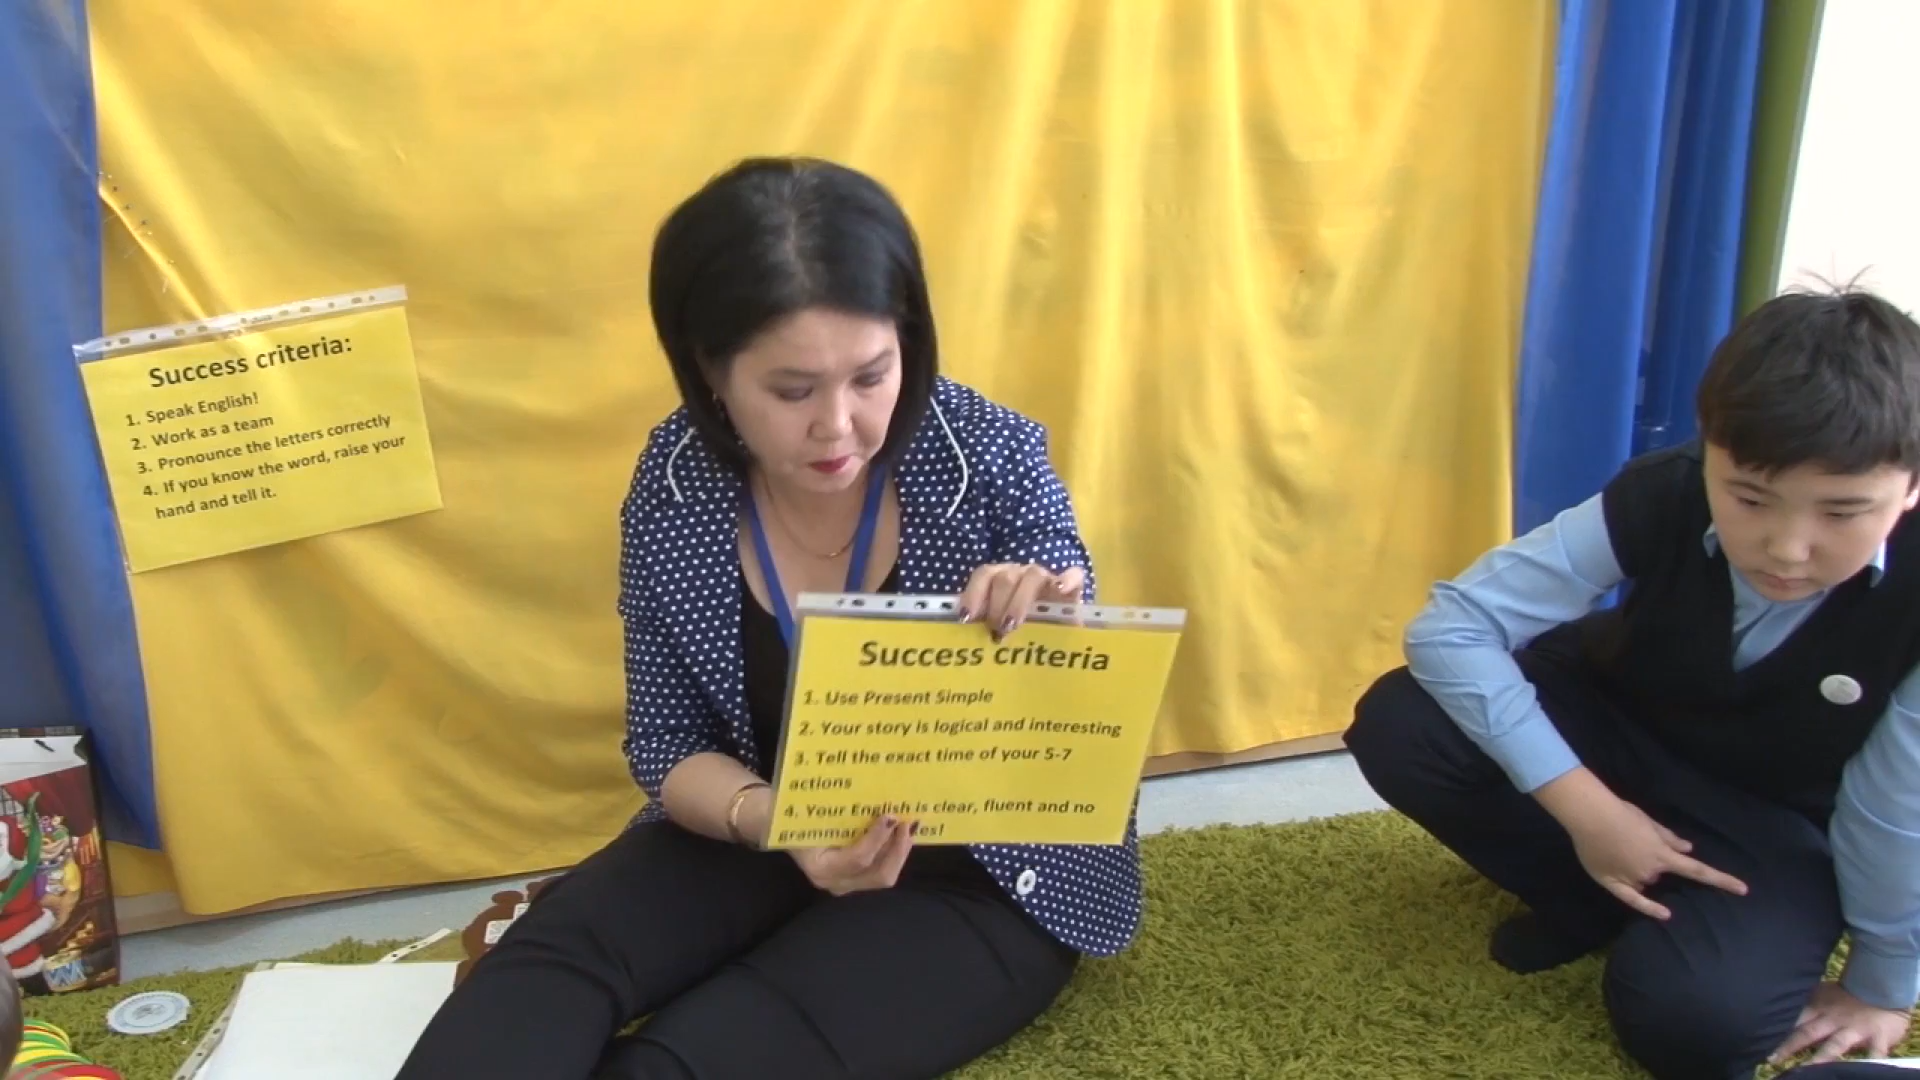 Success criteria:
1. Speak English!
2. Work as a team
3. Pronounce the letters correctly
4. If you know the word, raise your
hand and tell it.
Success criteria
1. Use Present Simple
2. Your story is logical and interesting
3. Tell the exact time of your 5-7
actions
4. Your English is clear, fluent and no
grammar